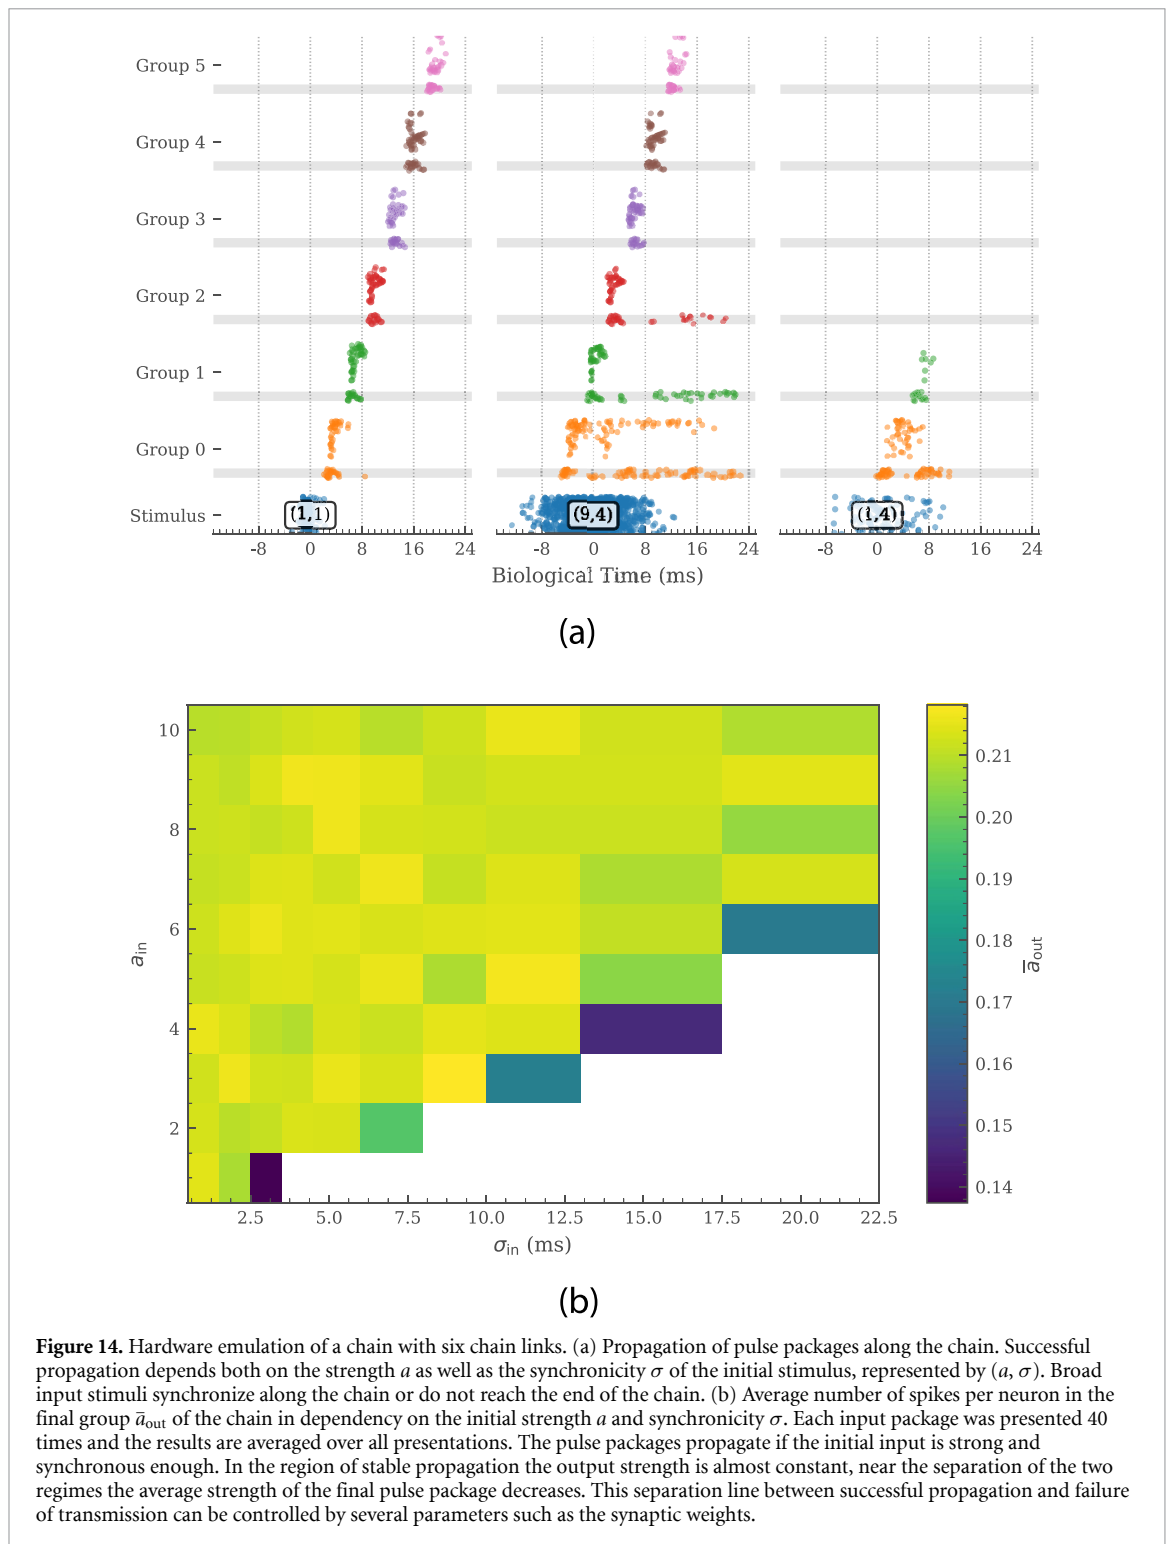 Group 5
Group 4
Group 3
Group 2
Group 1
Group 0
Stimulus
(1,1)
(9,4)
(1,4)
-8 0 8 16 24 -8 0 8 16 24 -8 0 8 16 24
Biological Time (ms)
(a)
10
8
6
4
2
a_in
2.5 5.0 7.5 10.0 12.5 15.0 17.5 20.0 22.5
σ_in (ms)
0.21
0.20
0.19
0.18
0.17
0.16
0.15
0.14
a̅_out
(b)
Figure 14. Hardware emulation of a chain with six chain links. (a) Propagation of pulse packages along the chain. Successful
propagation depends both on the strength a as well as the synchronicity σ of the initial stimulus, represented by (a, σ). Broad
input stimuli synchronize along the chain or do not reach the end of the chain. (b) Average number of spikes per neuron in the
final group a̅_out of the chain in dependency on the initial strength a and synchronicity σ. Each input package was presented 40
times and the results are averaged over all presentations. The pulse packages propagate if the initial input is strong and
synchronous enough. In the region of stable propagation the output strength is almost constant, near the separation of the two
regimes the average strength of the final pulse package decreases. This separation line between successful propagation and failure
of transmission can be controlled by several parameters such as the synaptic weights.